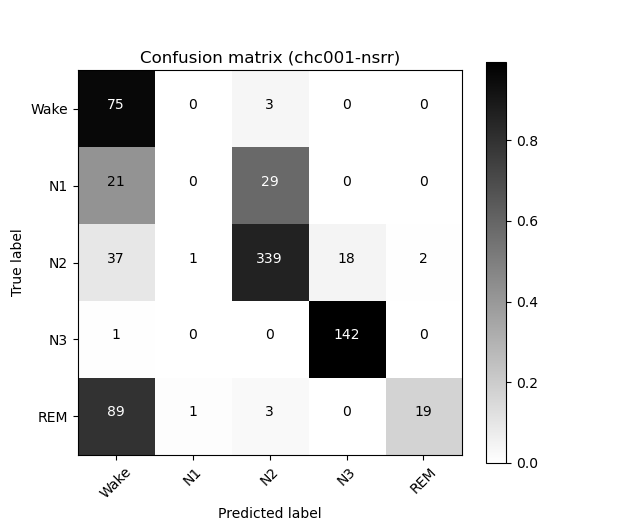 Confusion matrix (chc001-nsrr)
True label
Wake 75 0 3 0 0
N1 21 0 29 0 0
N2 37 1 339 18 2
N3 1 0 0 142 0
REM 89 1 3 0 19
Wake N1 N2 N3 REM
Predicted label
0.8
0.6
0.4
0.2
0.0